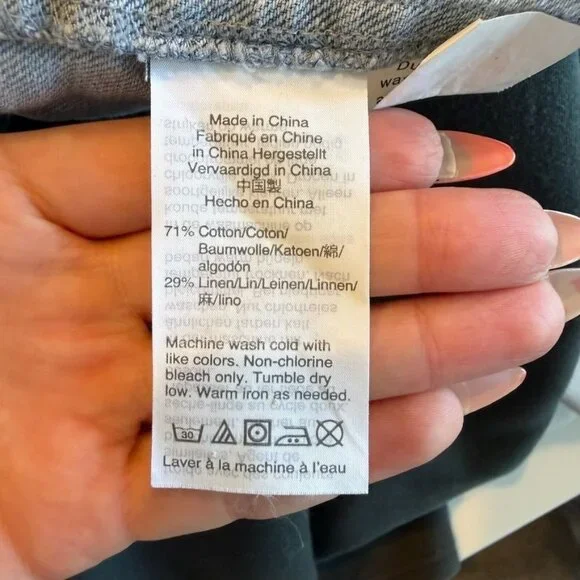 Made in China
Fabriqué en Chine
in China Hergestellt
Vervaardigd in China
中国製
Hecho en China
71% Cotton/Coton/
Baumwolle/Katoen/綿/
algodón
29% Linen/Lin/Leinen/Linnen/
麻/lino
Machine wash cold with
like colors. Non-chlorine
bleach only. Tumble dry
low. Warm iron as needed.
30
Laver à la machine à l'eau